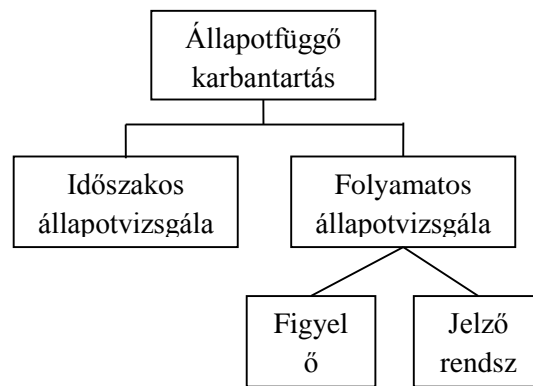 Állapotfüggő
karbantartás
Időszakos
állapotvizsgála
Folyamatos
állapotvizsgála
Figyel
ő
Jelző
rendsz